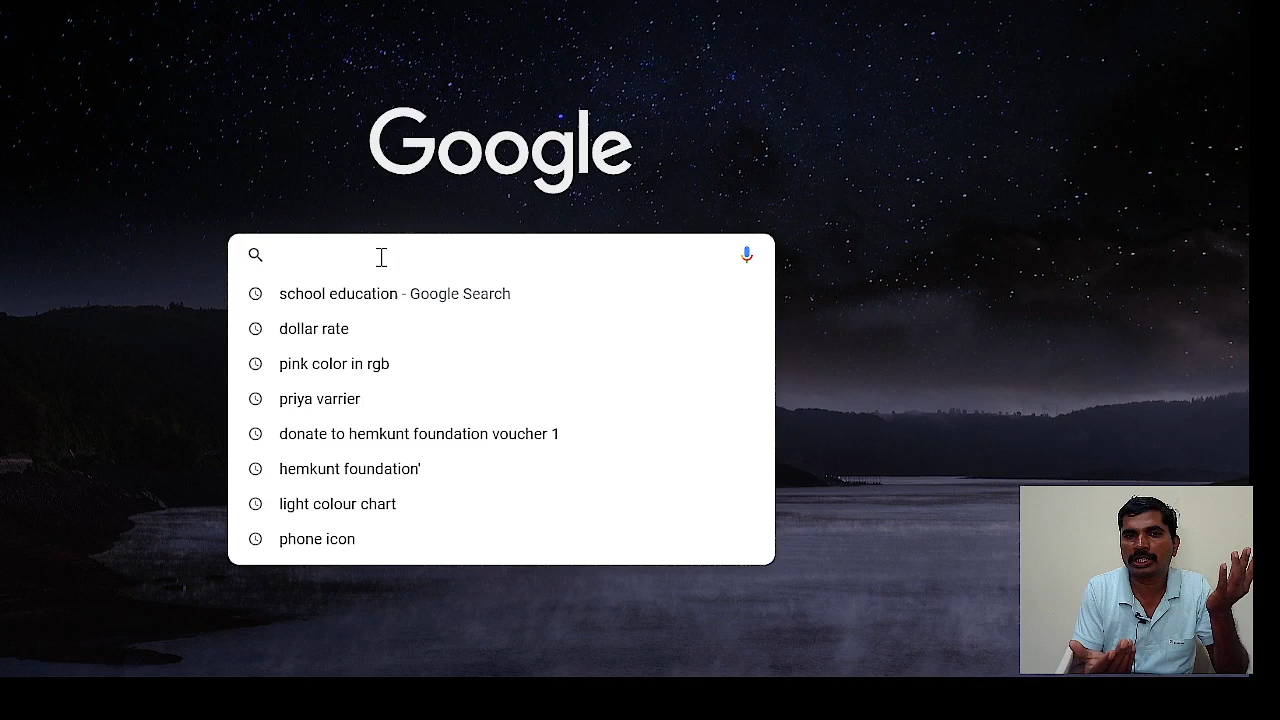 Google
school education - Google Search
dollar rate
pink color in rgb
priya varrier
donate to hemkunt foundation voucher 1
hemkunt foundation'
light colour chart
phone icon